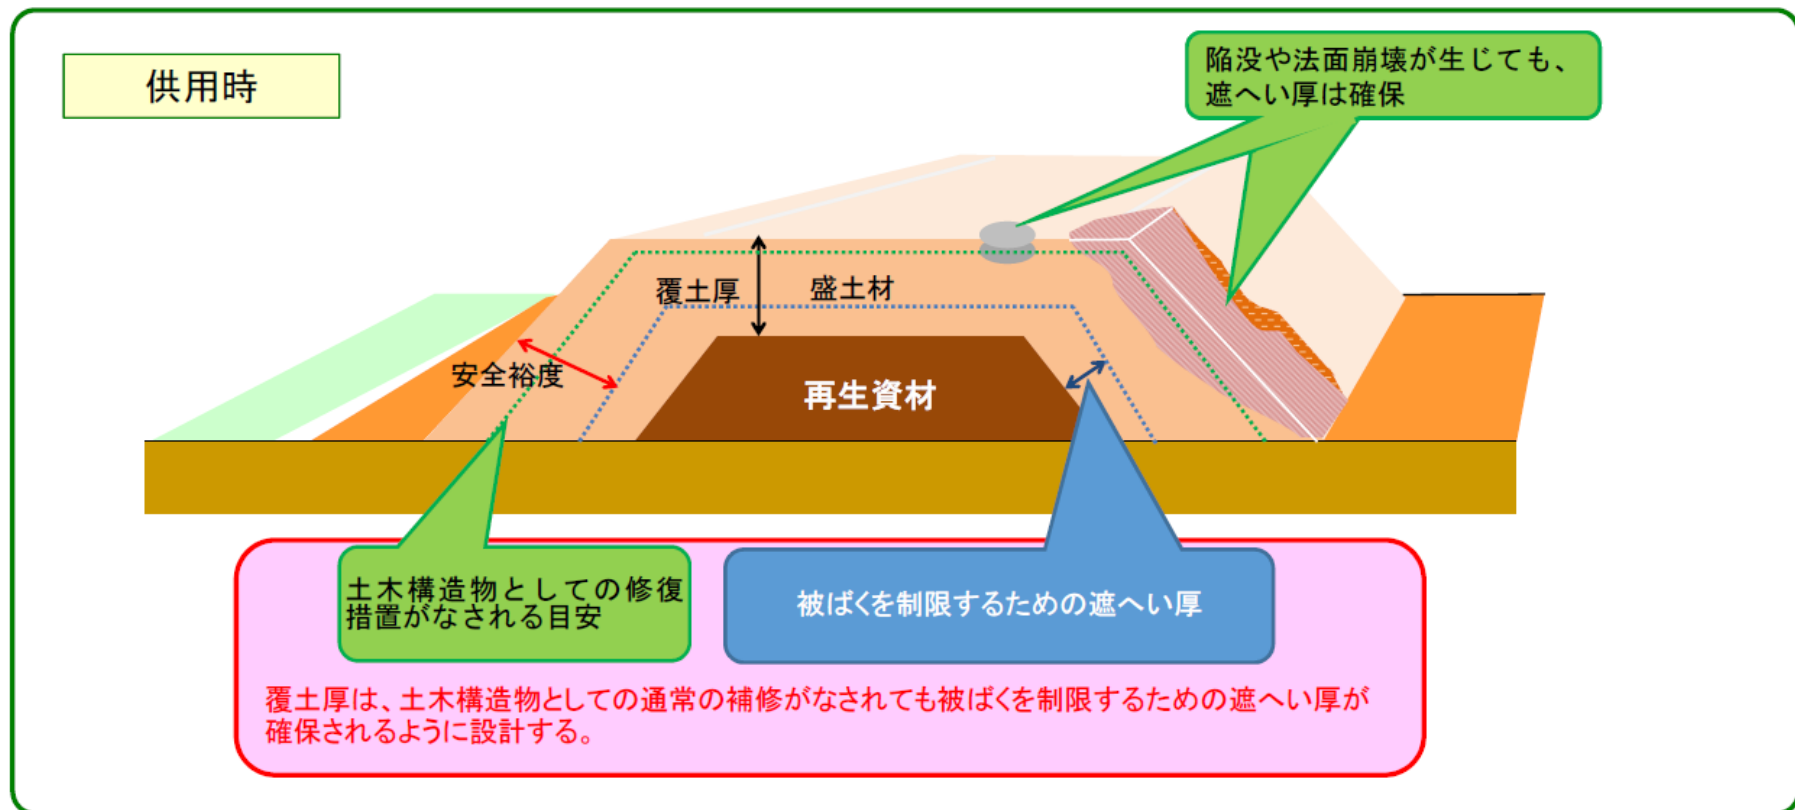 供用時
陥没や法面崩壊が生じても、
遮へい厚は確保
覆土厚
盛土材
安全裕度
再生資材
土木構造物としての修復
措置がなされる目安
被ばくを制限するための遮へい厚
覆土厚は、土木構造物としての通常の補修がなされても被ばくを制限するための遮へい厚が
確保されるように設計する。